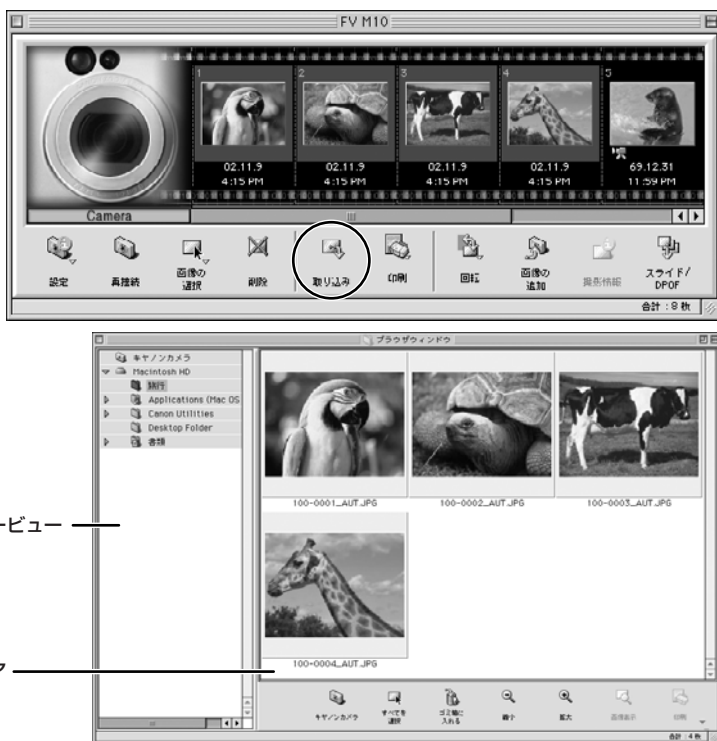 FV M10
1 2 3 4 5
02.11.9 02.11.9 02.11.9 02.11.9 69.12.31
4:15 PM 4:15 PM 4:15 PM 4:15 PM 11:59 PM
Camera
設定 再接続 画像の選択 削除 取り込み 印刷 回転 画像の追加 撮影情報 スライド/DPOF
合計:8枚
ブラウザウィンドウ
キヤノンカメラ
Macintosh HD
旅行
Applications (Mac OS
Canon Utilities
Desktop Folder
書類
100-0001_AUT.JPG 100-0002_AUT.JPG 100-0003_AUT.JPG
ービュー
100-0004_AUT.JPG
キヤノンカメラ すべてを選択 ゴミ箱に入れる 縮小 拡大 画像表示 印刷
合計:4枚